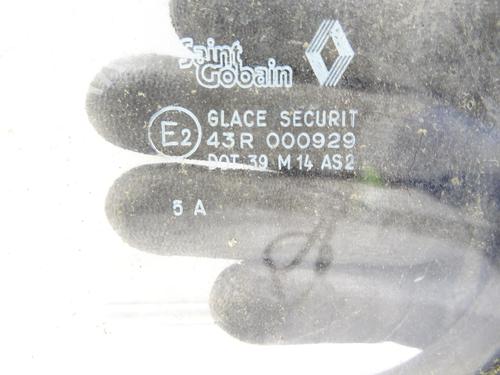 Saint
Gobain
GLACE SECURIT
E2 43R 000929
DOT 39 M 14 AS2
5 A